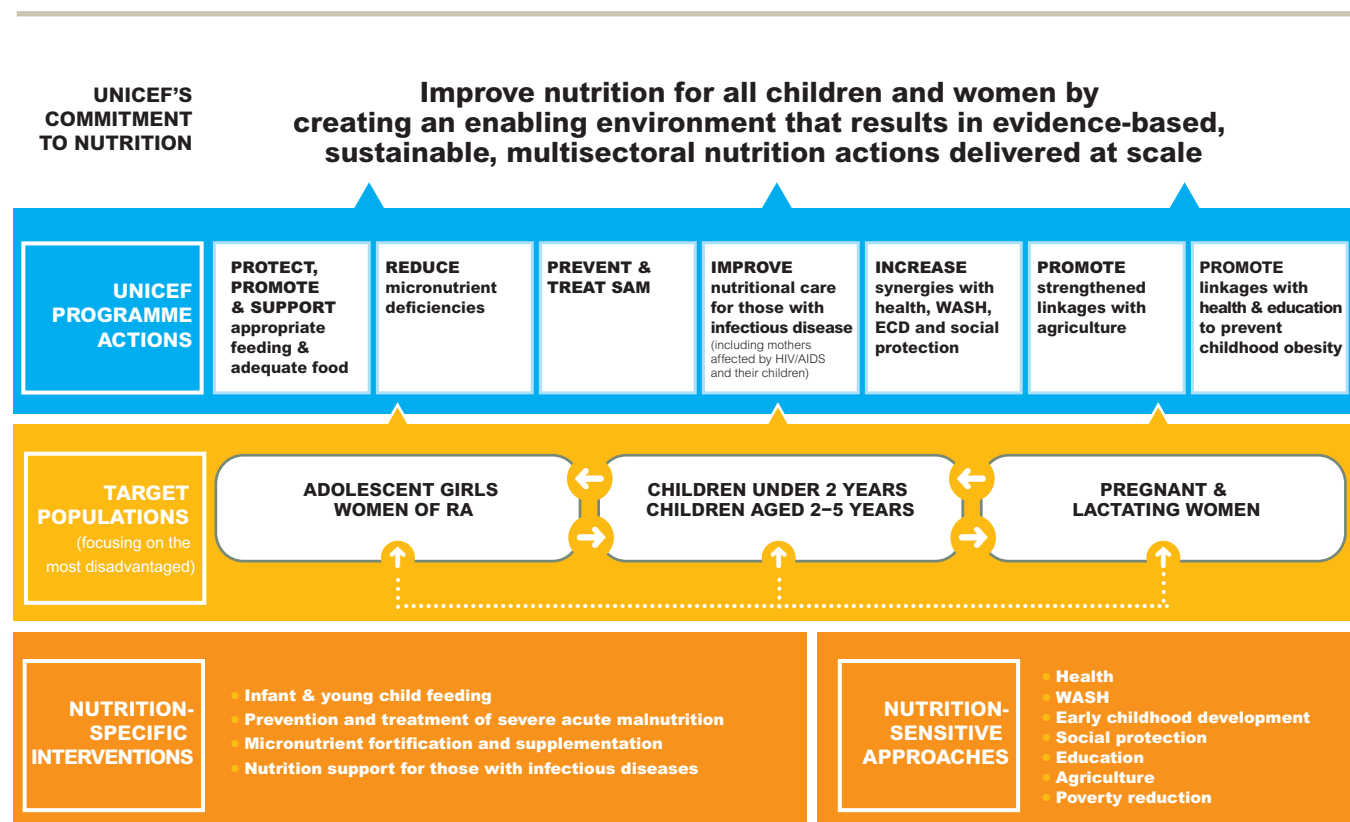 UNICEF'S
COMMITMENT
TO NUTRITION
Improve nutrition for all children and women by
creating an enabling environment that results in evidence-based,
sustainable, multisectoral nutrition actions delivered at scale
UNICEF
PROGRAMME
ACTIONS
PROTECT,
PROMOTE
& SUPPORT
appropriate
feeding &
adequate food
REDUCE
micronutrient
deficiencies
PREVENT &
TREAT SAM
IMPROVE
nutritional care
for those with
infectious disease
(including mothers
affected by HIV/AIDS
and their children)
INCREASE
synergies with
health, WASH,
ECD and social
protection
PROMOTE
strengthened
linkages with
agriculture
PROMOTE
linkages with
health & education
to prevent
childhood obesity
TARGET
POPULATIONS
(focusing on the
most disadvantaged)
ADOLESCENT GIRLS
WOMEN OF RA
CHILDREN UNDER 2 YEARS
CHILDREN AGED 2–5 YEARS
PREGNANT &
LACTATING WOMEN
NUTRITION-
SPECIFIC
INTERVENTIONS
• Infant & young child feeding
• Prevention and treatment of severe acute malnutrition
• Micronutrient fortification and supplementation
• Nutrition support for those with infectious diseases
NUTRITION-
SENSITIVE
APPROACHES
• Health
• WASH
• Early childhood development
• Social protection
• Education
• Agriculture
• Poverty reduction